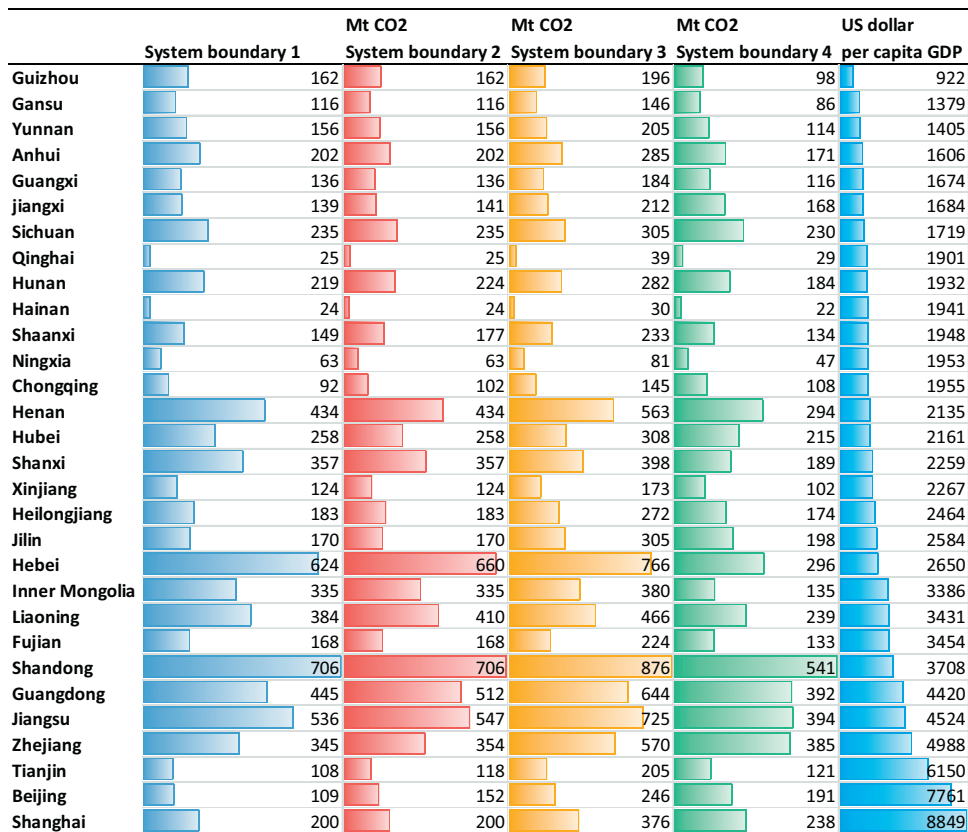 Mt CO2 Mt CO2 Mt CO2 US dollar
System boundary 1 System boundary 2 System boundary 3 System boundary 4 per capita GDP
Guizhou 162 162 196 98 922
Gansu 116 116 146 86 1379
Yunnan 156 156 205 114 1405
Anhui 202 202 285 171 1606
Guangxi 136 136 184 116 1674
jiangxi 139 141 212 168 1684
Sichuan 235 235 305 230 1719
Qinghai 25 25 39 29 1901
Hunan 219 224 282 184 1932
Hainan 24 24 30 22 1941
Shaanxi 149 177 233 134 1948
Ningxia 63 63 81 47 1953
Chongqing 92 102 145 108 1955
Henan 434 434 563 294 2135
Hubei 258 258 308 215 2161
Shanxi 357 357 398 189 2259
Xinjiang 124 124 173 102 2267
Heilongjiang 183 183 272 174 2464
Jilin 170 170 305 198 2584
Hebei 624 660 766 296 2650
Inner Mongolia 335 335 380 135 3386
Liaoning 384 410 466 239 3431
Fujian 168 168 224 133 3454
Shandong 706 706 876 541 3708
Guangdong 445 512 644 392 4420
Jiangsu 536 547 725 394 4524
Zhejiang 345 354 570 385 4988
Tianjin 108 118 205 121 6150
Beijing 109 152 246 191 7761
Shanghai 200 200 376 238 8849